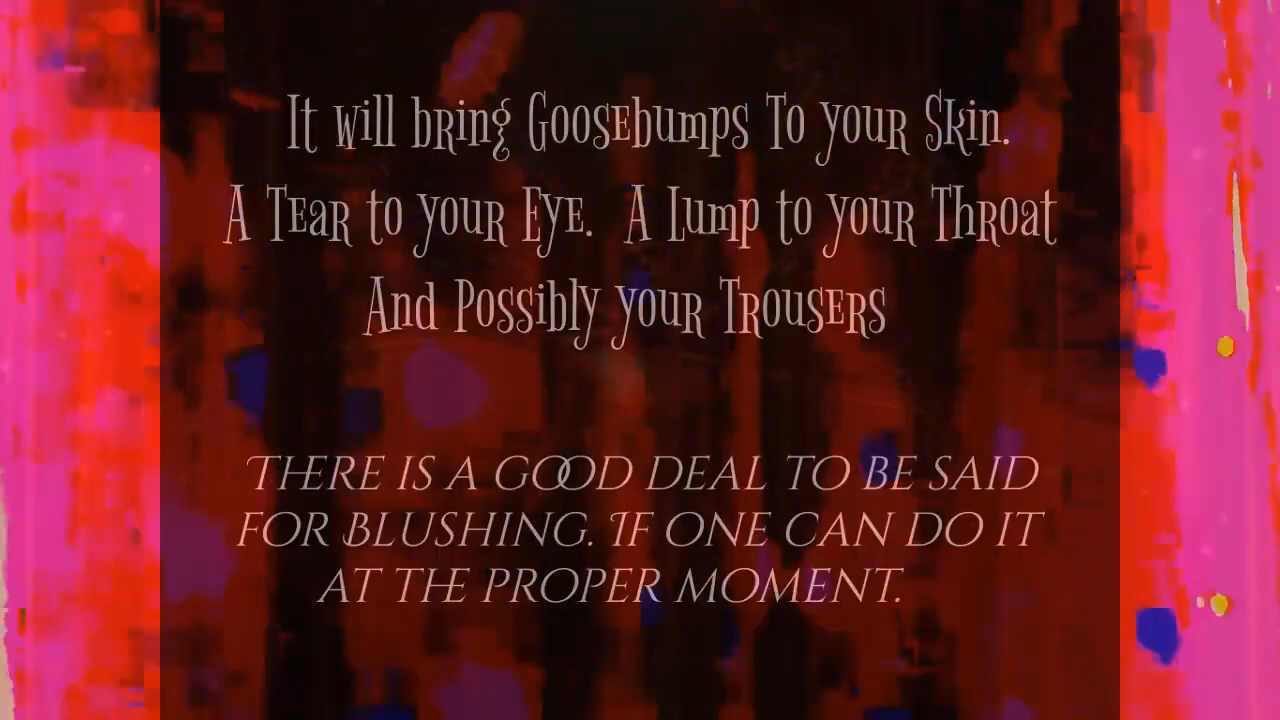 It will bring Goosebumps To your Skin.
A Tear to your Eye. A Lump to your Throat
And Possibly your Trousers
There is a good deal to be said
for Blushing. If one can do it
at the proper moment.